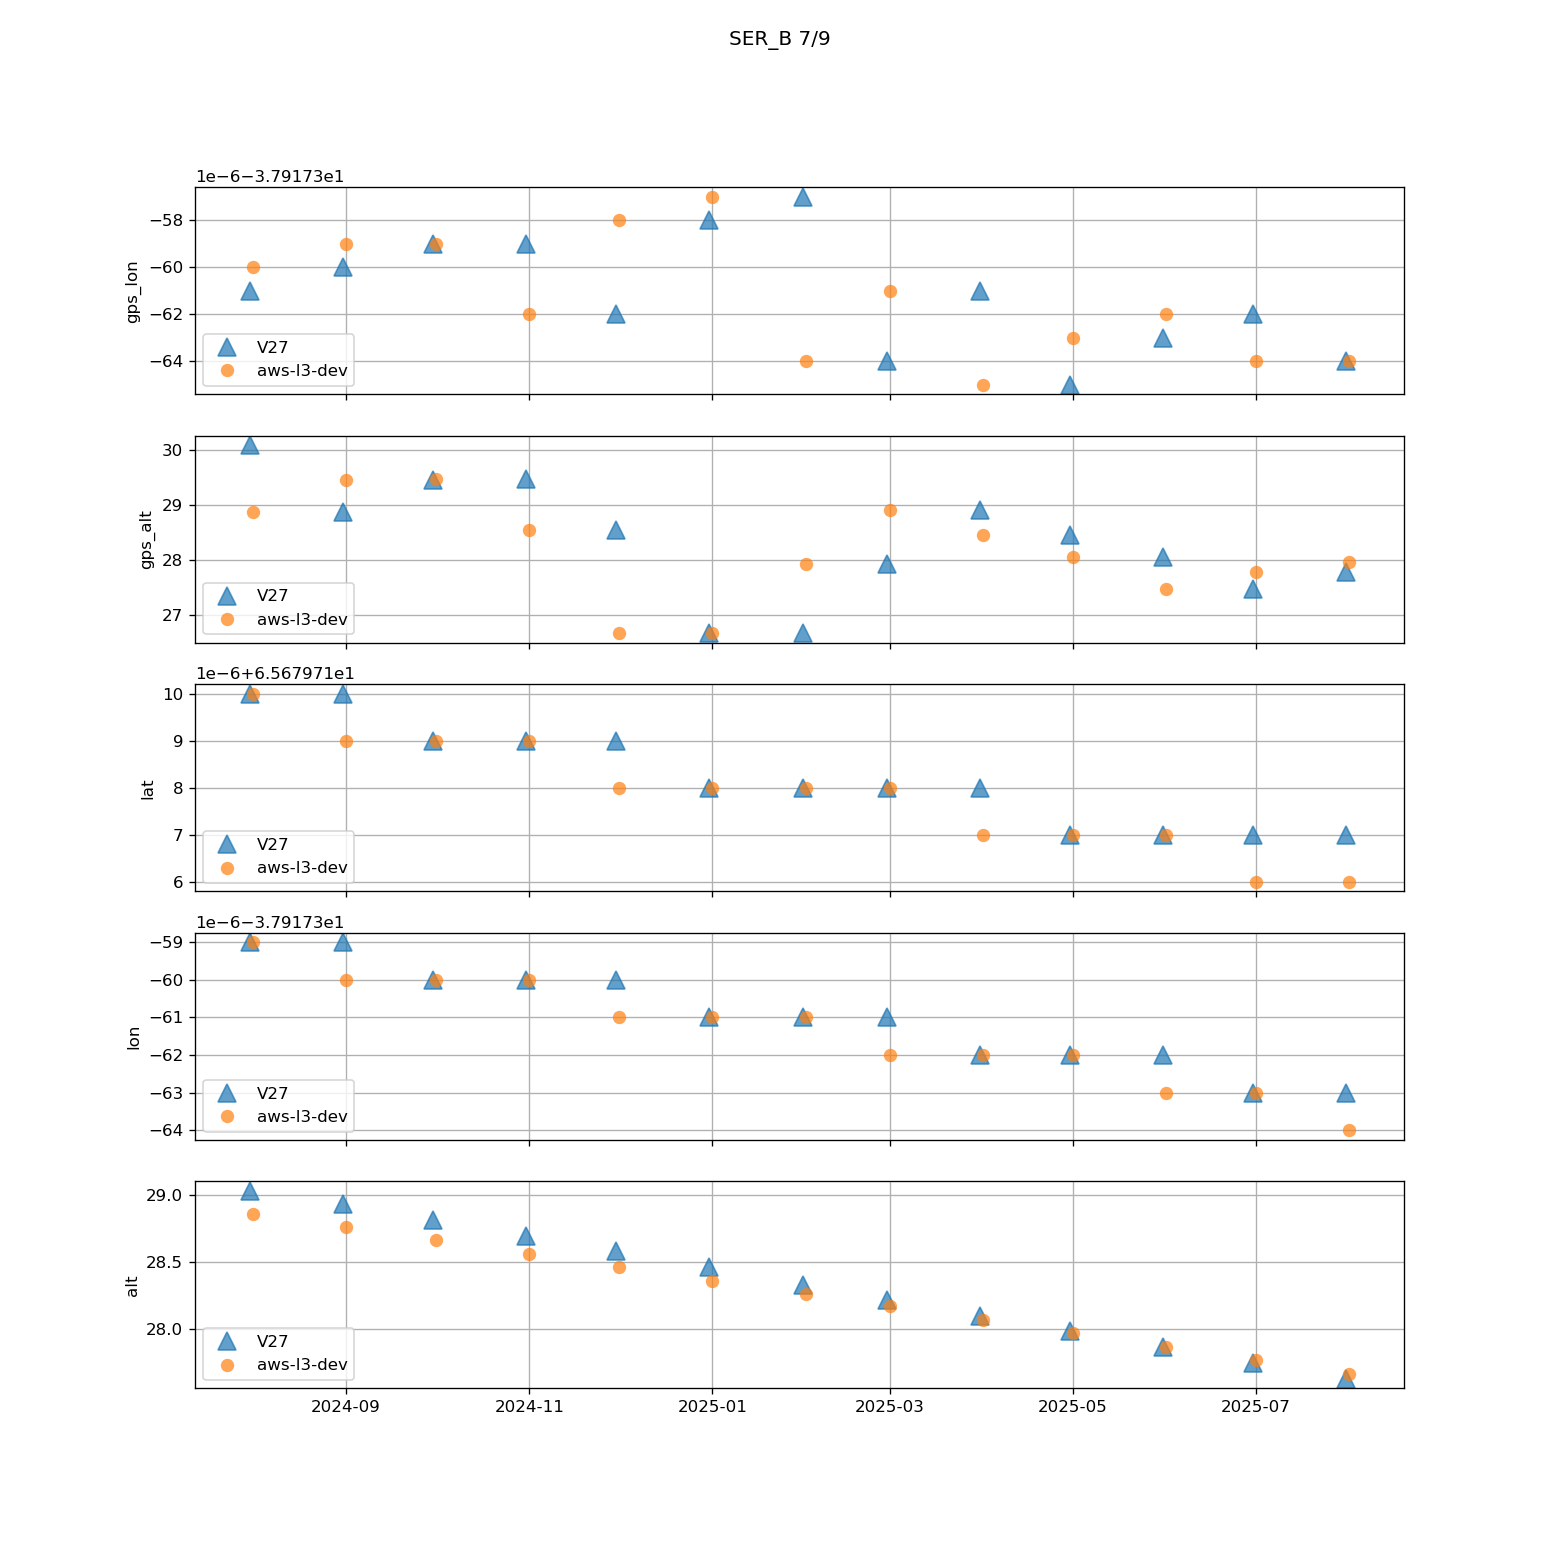 SER_B 7/9
1e−6−3.79173e1
−58
−60
−62
−64
gps_lon
V27
aws-l3-dev
30
29
28
27
gps_alt
V27
aws-l3-dev
1e−6+6.567971e1
10
9
8
7
6
lat
V27
aws-l3-dev
1e−6−3.79173e1
−59
−60
−61
−62
−63
−64
lon
V27
aws-l3-dev
29.0
28.5
28.0
alt
V27
aws-l3-dev
2024-09 2024-11 2025-01 2025-03 2025-05 2025-07